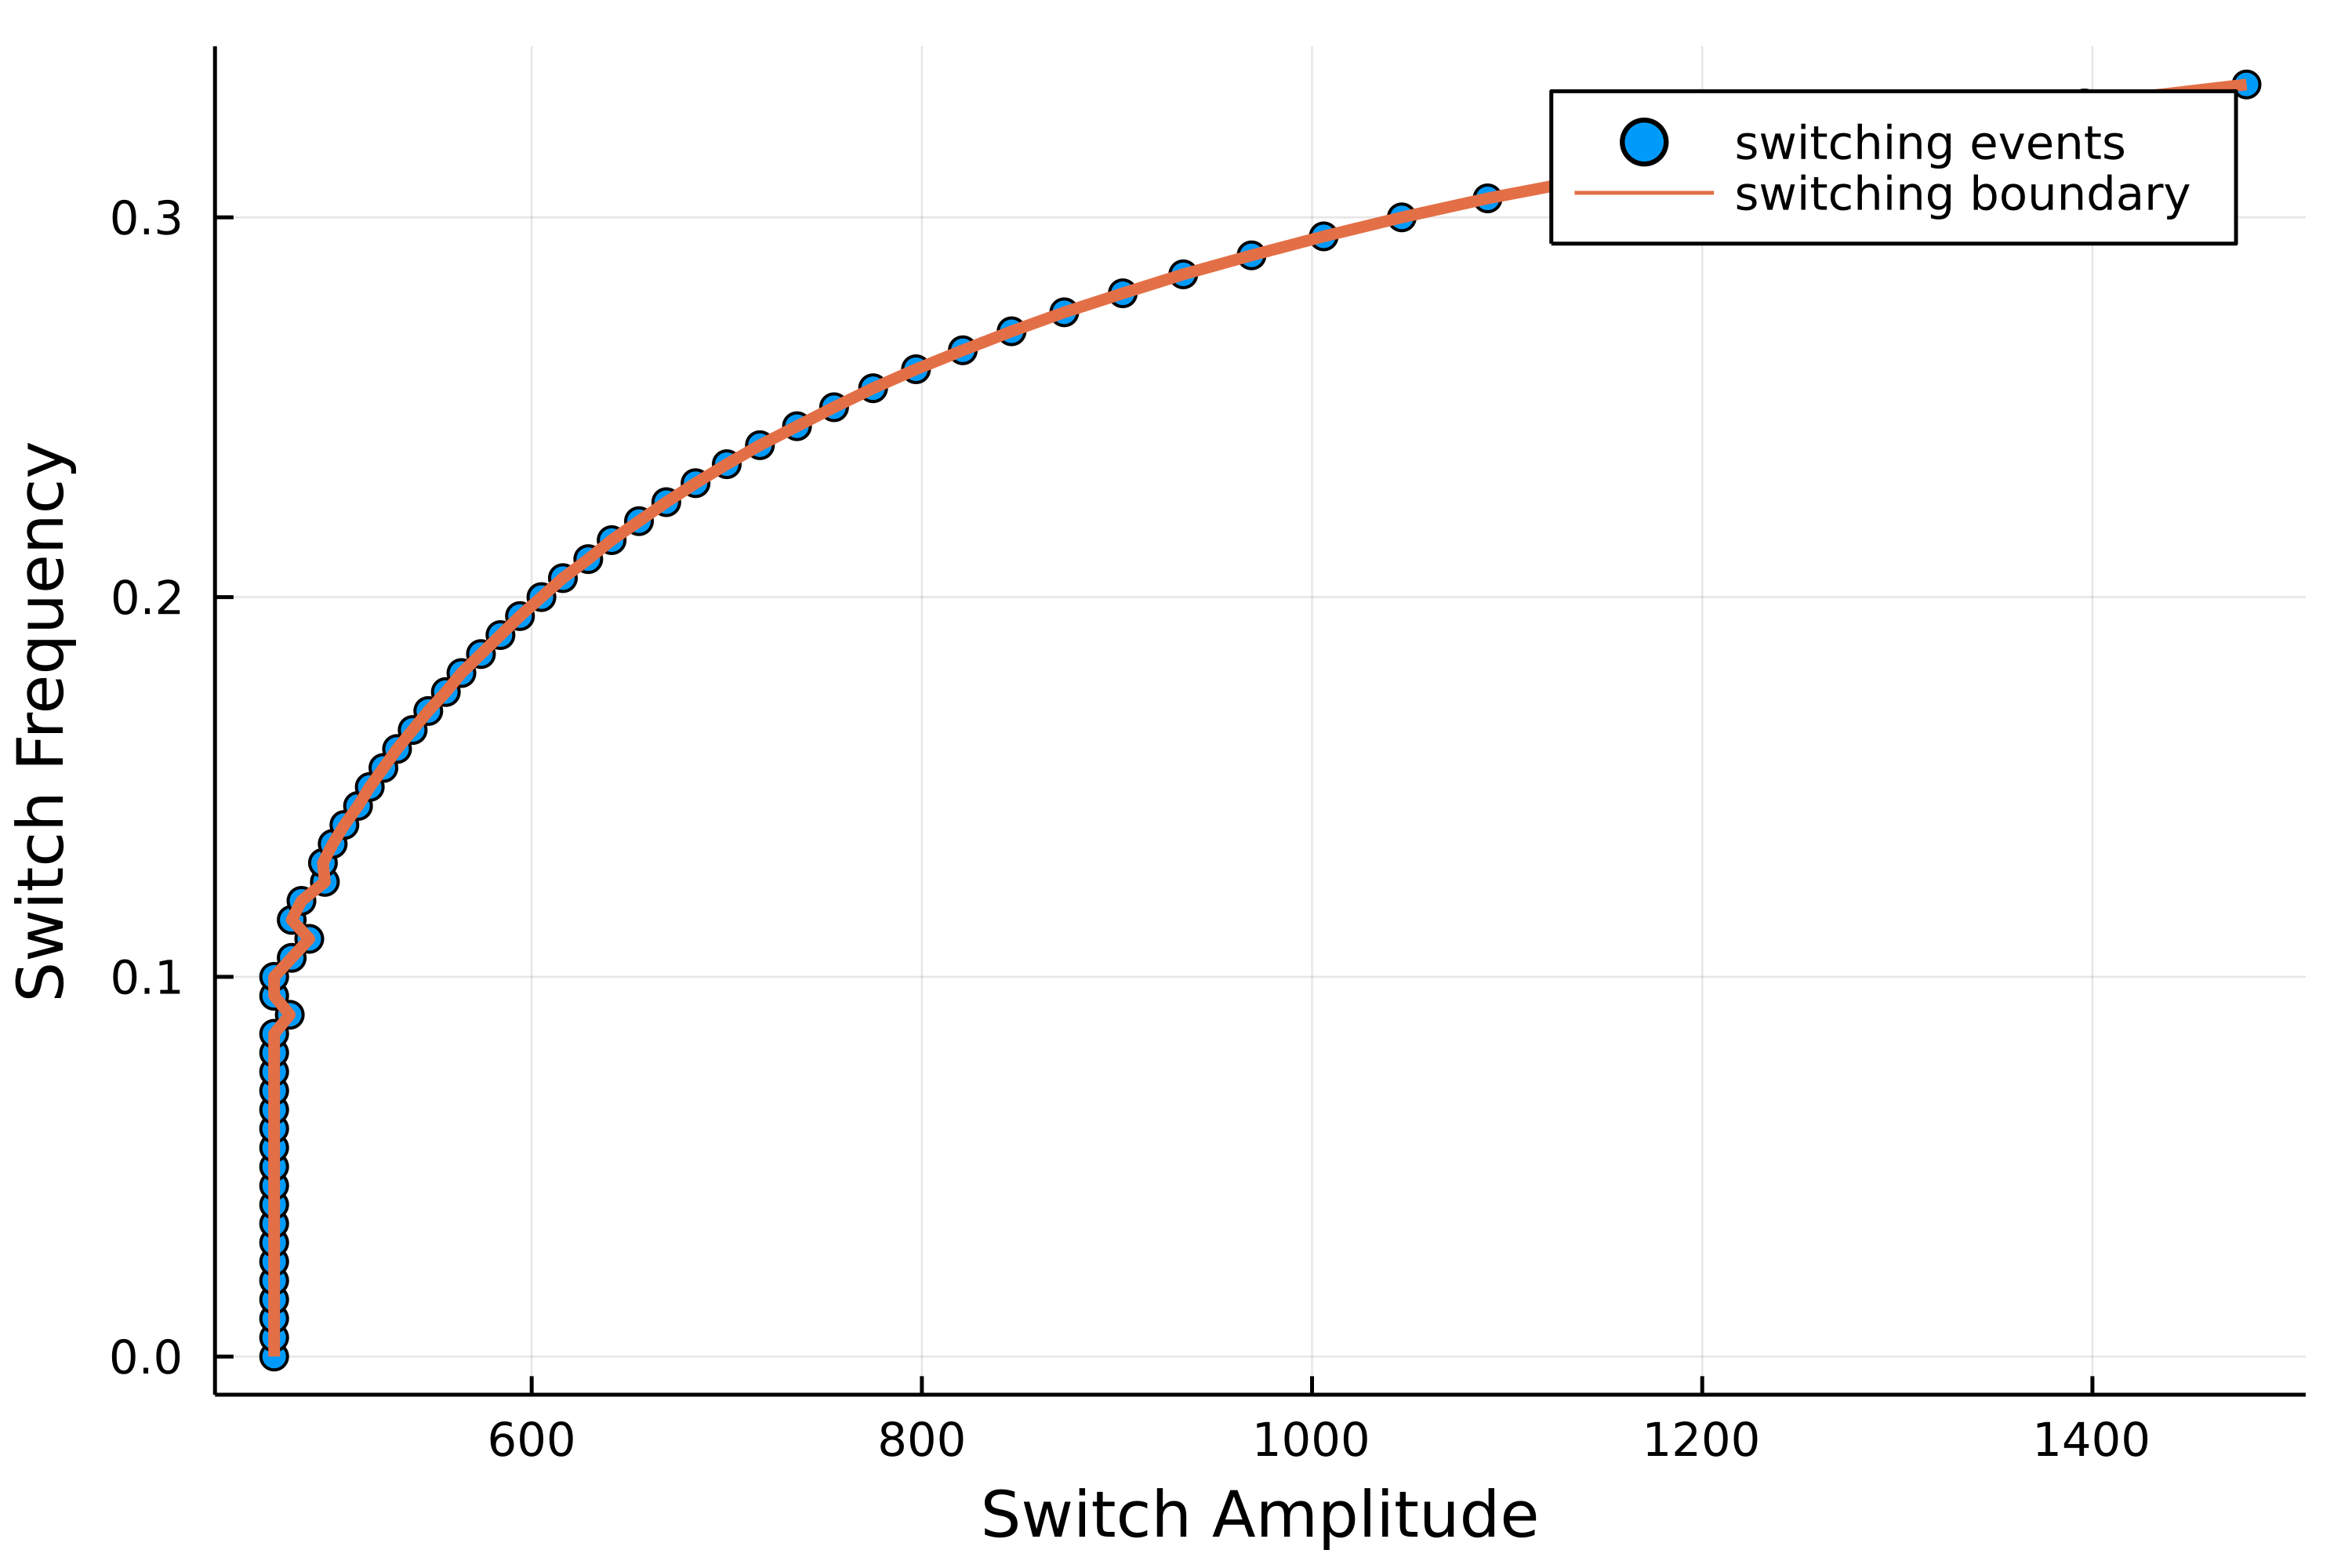 switching events
switching boundary
Switch Frequency
0.3
0.2
0.1
0.0
600 800 1000 1200 1400
Switch Amplitude